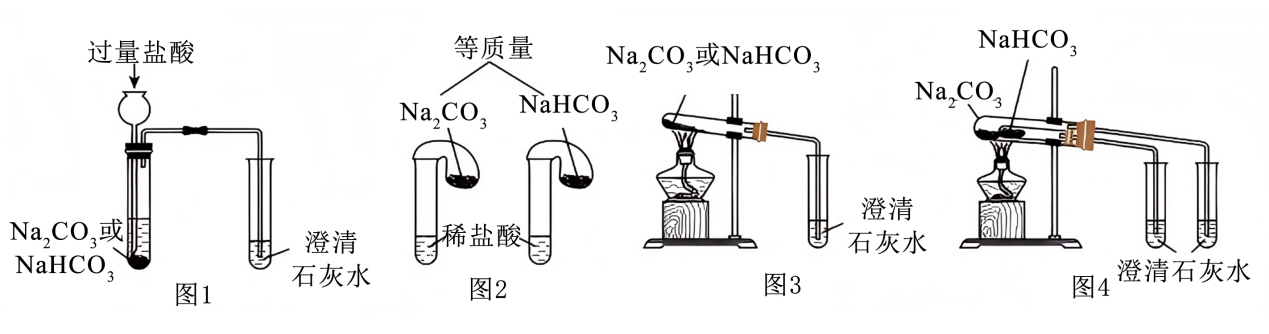 过量盐酸
Na₂CO₃或
NaHCO₃
澄清
石灰水
图1
等质量
Na₂CO₃
NaHCO₃
稀盐酸
图2
Na₂CO₃或NaHCO₃
澄清
石灰水
图3
NaHCO₃
Na₂CO₃
澄清石灰水
图4